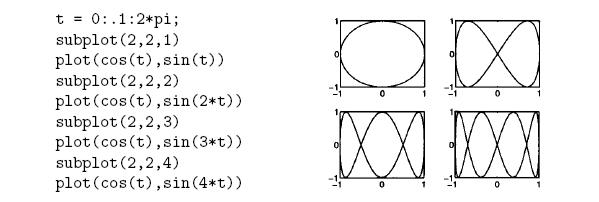 t = 0:.1:2*pi;
subplot(2,2,1)
plot(cos(t),sin(t))
subplot(2,2,2)
plot(cos(t),sin(2*t))
subplot(2,2,3)
plot(cos(t),sin(3*t))
subplot(2,2,4)
plot(cos(t),sin(4*t))
1
0
-1
-1 0 1
1
0
-1
-1 0 1
1
0
-1
-1 0 1
1
0
-1
-1 0 1